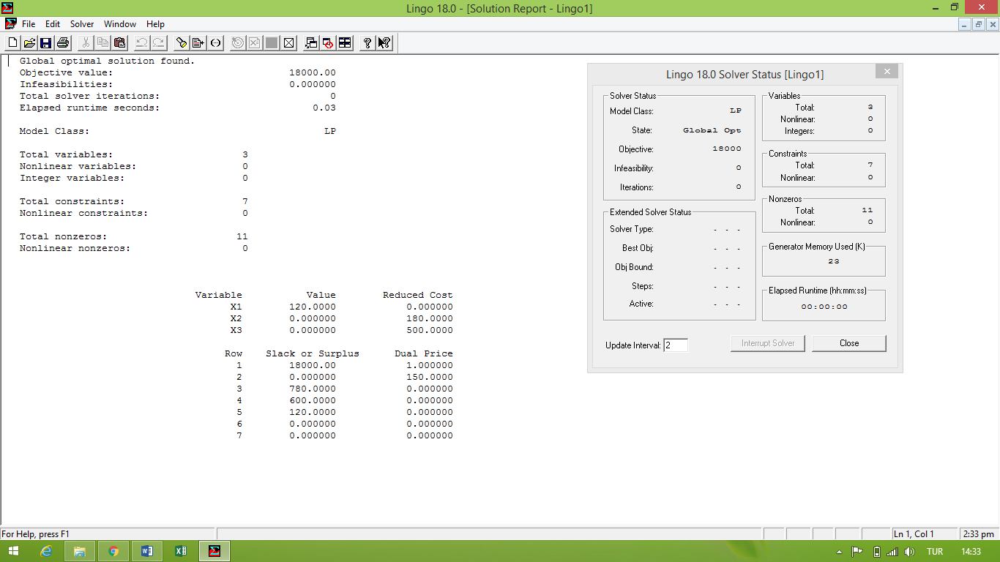 Lingo 18.0 - [Solution Report - Lingo1]
File Edit Solver Window Help
Global optimal solution found.
Objective value: 18000.00
Infeasibilities: 0.000000
Total solver iterations: 0
Elapsed runtime seconds: 0.03
Model Class: LP
Total variables: 3
Nonlinear variables: 0
Integer variables: 0
Total constraints: 7
Nonlinear constraints: 0
Total nonzeros: 11
Nonlinear nonzeros: 0
Variable Value Reduced Cost
X1 120.0000 0.000000
X2 0.000000 180.0000
X3 0.000000 500.0000
Row Slack or Surplus Dual Price
1 18000.00 1.000000
2 0.000000 150.0000
3 780.0000 0.000000
4 600.0000 0.000000
5 120.0000 0.000000
6 0.000000 0.000000
7 0.000000 0.000000
Lingo 18.0 Solver Status [Lingo1]
Solver Status
Model Class: LP
State: Global Opt
Objective: 18000
Infeasibility: 0
Iterations: 0
Extended Solver Status
Solver Type: - - -
Best Obj: - - -
Obj Bound: - - -
Steps: - - -
Active: - - -
Update Interval: 2
Variables
Total: 3
Nonlinear: 0
Integers: 0
Constraints
Total: 7
Nonlinear: 0
Nonzeros
Total: 11
Nonlinear: 0
Generator Memory Used (K)
23
Elapsed Runtime (hh:mm:ss)
00:00:00
Interrupt Solver Close
For Help, press F1 Ln 1, Col 1 2:33 pm
TUR 14:33